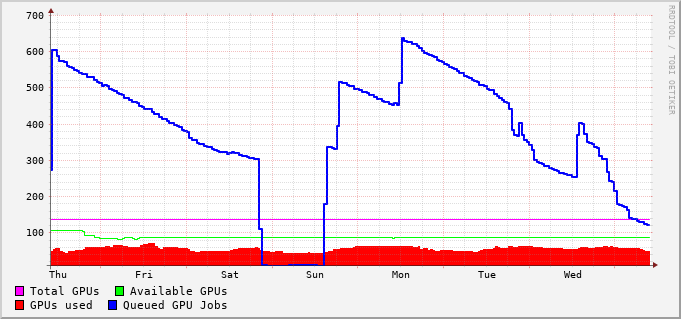 700
600
500
400
300
200
100
Thu Fri Sat Sun Mon Tue Wed
Total GPUs Available GPUs
GPUs used Queued GPU Jobs
RRDTOOL / TOBI OETIKER